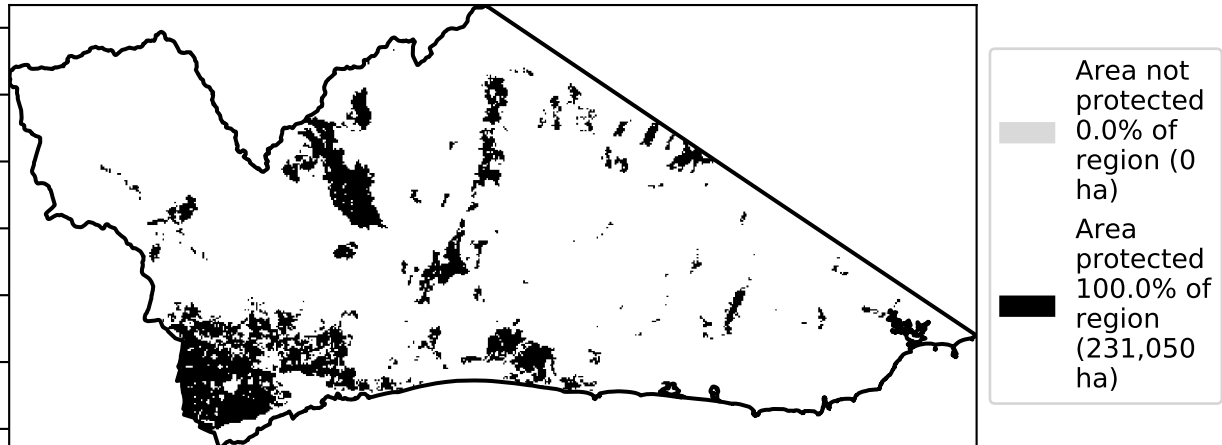 Area not
protected
0.0% of
region (0
ha)
Area
protected
100.0% of
region
(231,050
ha)